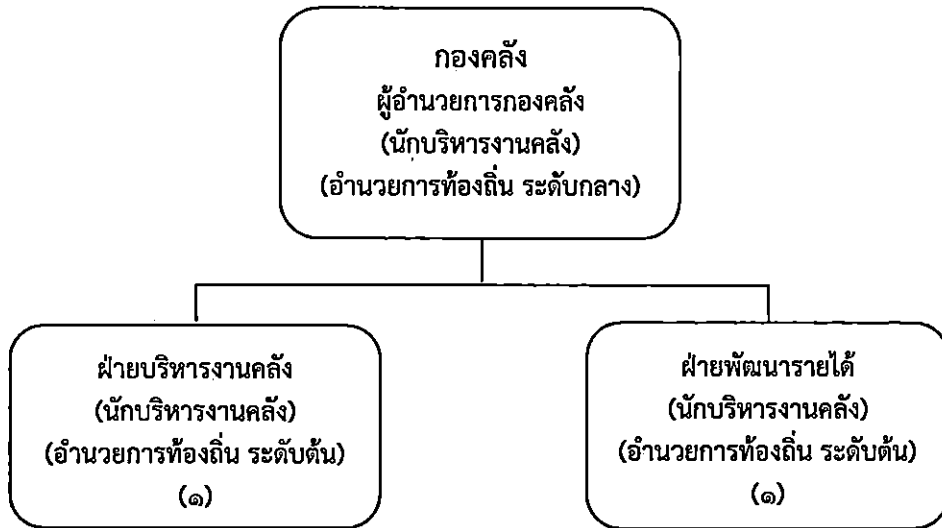 กองคลัง
ผู้อำนวยการกองคลัง
(นักบริหารงานคลัง)
(อำนวยการท้องถิ่น ระดับกลาง)
ฝ่ายบริหารงานคลัง
(นักบริหารงานคลัง)
(อำนวยการท้องถิ่น ระดับต้น)
(๑)
ฝ่ายพัฒนารายได้
(นักบริหารงานคลัง)
(อำนวยการท้องถิ่น ระดับต้น)
(๑)